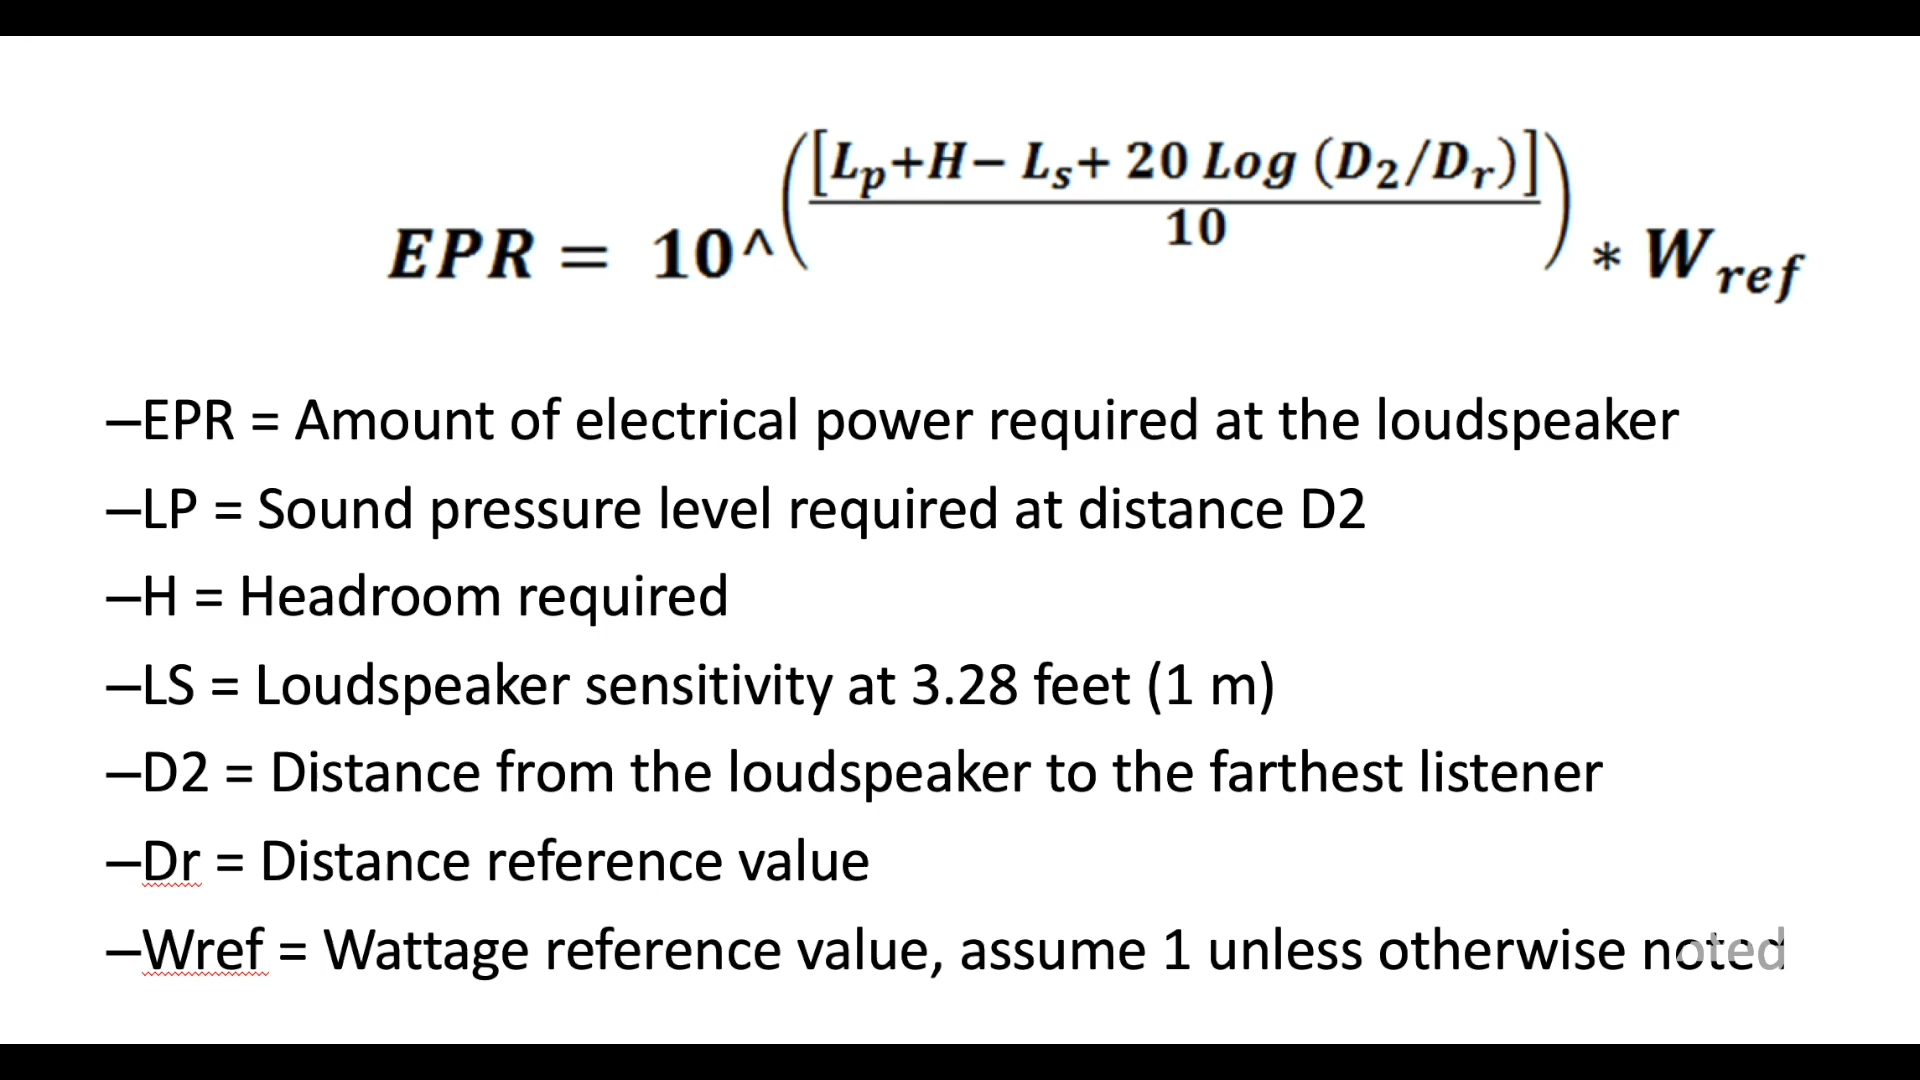 EPR = 10^([Lp+H− Ls+ 20 Log (D2/Dr)]/10) * Wref
–EPR = Amount of electrical power required at the loudspeaker
–LP = Sound pressure level required at distance D2
–H = Headroom required
–LS = Loudspeaker sensitivity at 3.28 feet (1 m)
–D2 = Distance from the loudspeaker to the farthest listener
–Dr = Distance reference value
–Wref = Wattage reference value, assume 1 unless otherwise noted